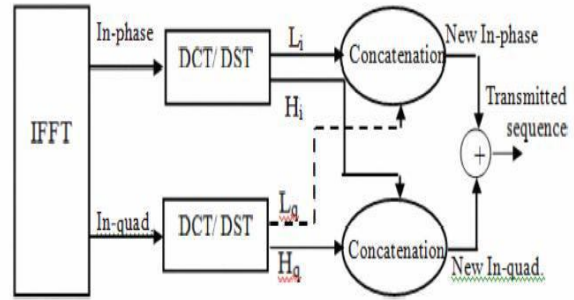 IFFT
In-phase
DCT/DST
Li
Hi
Concatenation
New In-phase
Transmitted
sequence
+
In-quad.
DCT/DST
Lq
Hq
Concatenation
New In-quad.